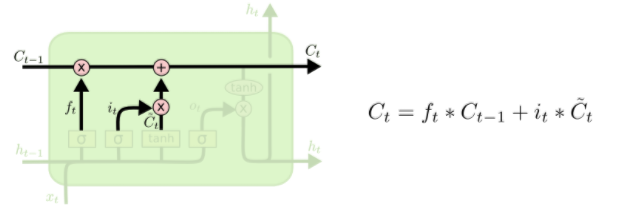 h_t
C_{t-1}
C_t
tanh
f_t
i_t
C̃_t
o_t
σ
σ
tanh
σ
h_{t-1}
h_t
x_t
C_t = f_t * C_{t-1} + i_t * C̃_t